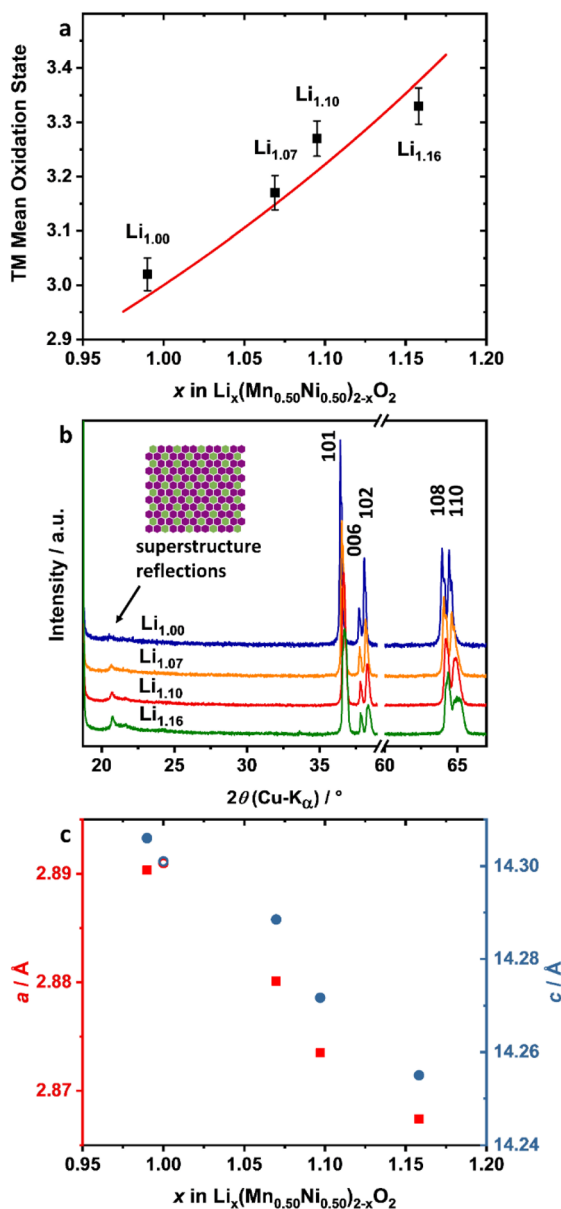 a
TM Mean Oxidation State
3.4
3.3
3.2
3.1
3.0
2.9
Li1.00
Li1.07
Li1.10
Li1.16
0.95 1.00 1.05 1.10 1.15 1.20
x in Lix(Mn0.50Ni0.50)2-xO2
b
Intensity / a.u.
superstructure
reflections
101
006
102
108
110
Li1.00
Li1.07
Li1.10
Li1.16
20 25 30 35 60 65
2θ (Cu-Kα) / °
c
a / Å
2.89
2.88
2.87
c / Å
14.30
14.28
14.26
14.24
0.95 1.00 1.05 1.10 1.15 1.20
x in Lix(Mn0.50Ni0.50)2-xO2